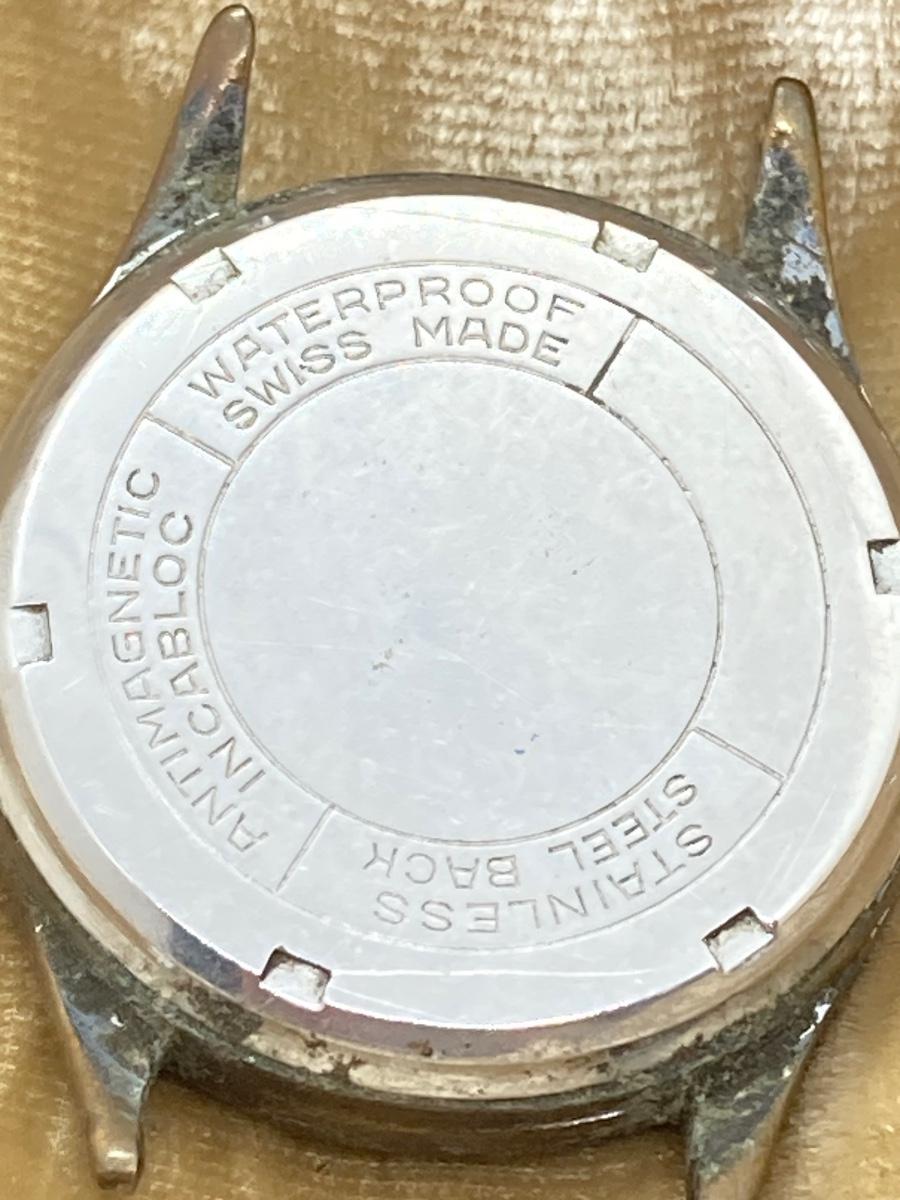 WATERPROOF
SWISS MADE
ANTIMAGNETIC
INCABLOC
STAINLESS
STEEL BACK